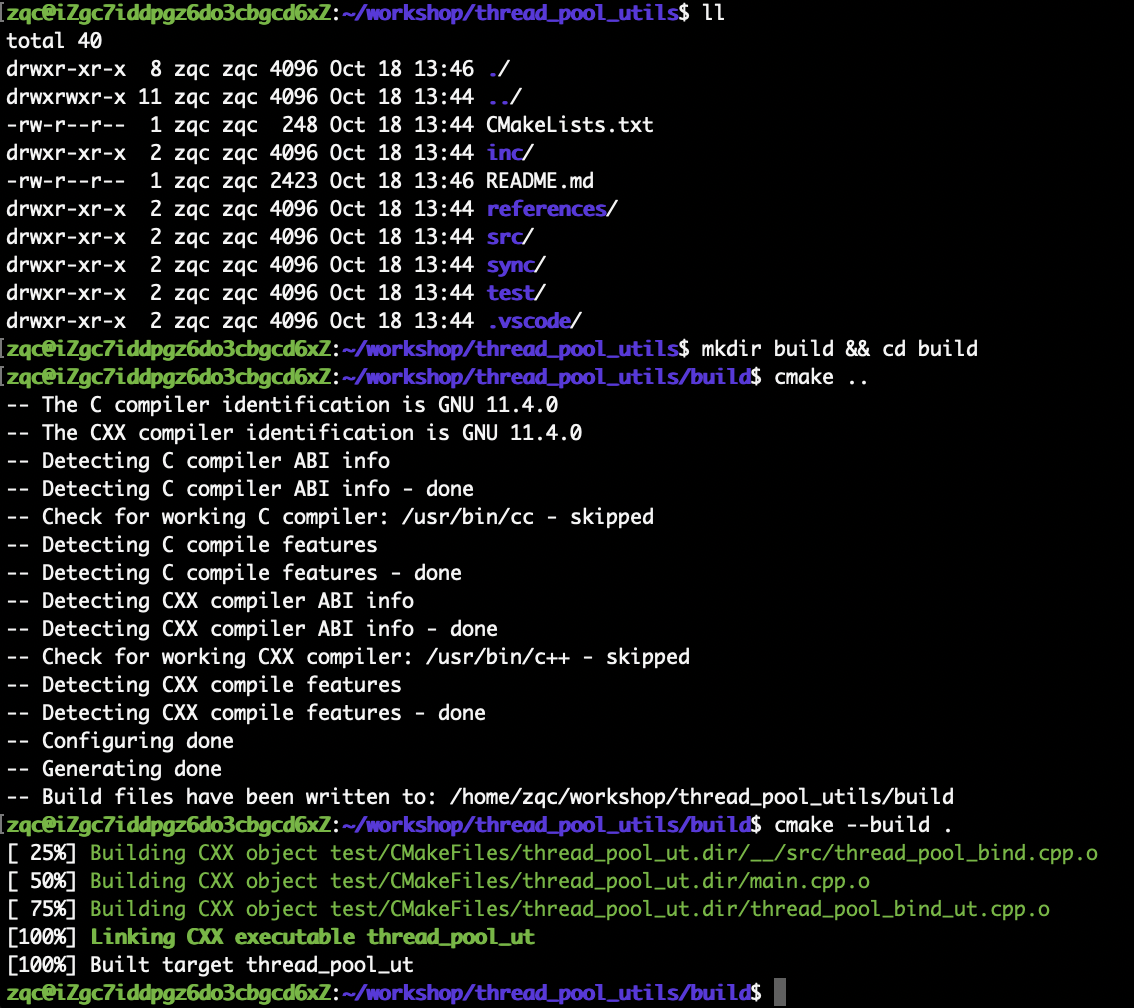 zqc@iZgc7iddpgz6do3cbgcd6xZ:~/workshop/thread_pool_utils$ ll
total 40
drwxr-xr-x  8 zqc zqc 4096 Oct 18 13:46 ./
drwxrwxr-x 11 zqc zqc 4096 Oct 18 13:44 ../
-rw-r--r--  1 zqc zqc  248 Oct 18 13:44 CMakeLists.txt
drwxr-xr-x  2 zqc zqc 4096 Oct 18 13:44 inc/
-rw-r--r--  1 zqc zqc 2423 Oct 18 13:46 README.md
drwxr-xr-x  2 zqc zqc 4096 Oct 18 13:44 references/
drwxr-xr-x  2 zqc zqc 4096 Oct 18 13:44 src/
drwxr-xr-x  2 zqc zqc 4096 Oct 18 13:44 sync/
drwxr-xr-x  2 zqc zqc 4096 Oct 18 13:44 test/
drwxr-xr-x  2 zqc zqc 4096 Oct 18 13:44 .vscode/
zqc@iZgc7iddpgz6do3cbgcd6xZ:~/workshop/thread_pool_utils$ mkdir build && cd build
zqc@iZgc7iddpgz6do3cbgcd6xZ:~/workshop/thread_pool_utils/build$ cmake ..
-- The C compiler identification is GNU 11.4.0
-- The CXX compiler identification is GNU 11.4.0
-- Detecting C compiler ABI info
-- Detecting C compiler ABI info - done
-- Check for working C compiler: /usr/bin/cc - skipped
-- Detecting C compile features
-- Detecting C compile features - done
-- Detecting CXX compiler ABI info
-- Detecting CXX compiler ABI info - done
-- Check for working CXX compiler: /usr/bin/c++ - skipped
-- Detecting CXX compile features
-- Detecting CXX compile features - done
-- Configuring done
-- Generating done
-- Build files have been written to: /home/zqc/workshop/thread_pool_utils/build
zqc@iZgc7iddpgz6do3cbgcd6xZ:~/workshop/thread_pool_utils/build$ cmake --build .
[ 25%] Building CXX object test/CMakeFiles/thread_pool_ut.dir/__/src/thread_pool_bind.cpp.o
[ 50%] Building CXX object test/CMakeFiles/thread_pool_ut.dir/main.cpp.o
[ 75%] Building CXX object test/CMakeFiles/thread_pool_ut.dir/thread_pool_bind_ut.cpp.o
[100%] Linking CXX executable thread_pool_ut
[100%] Built target thread_pool_ut
zqc@iZgc7iddpgz6do3cbgcd6xZ:~/workshop/thread_pool_utils/build$